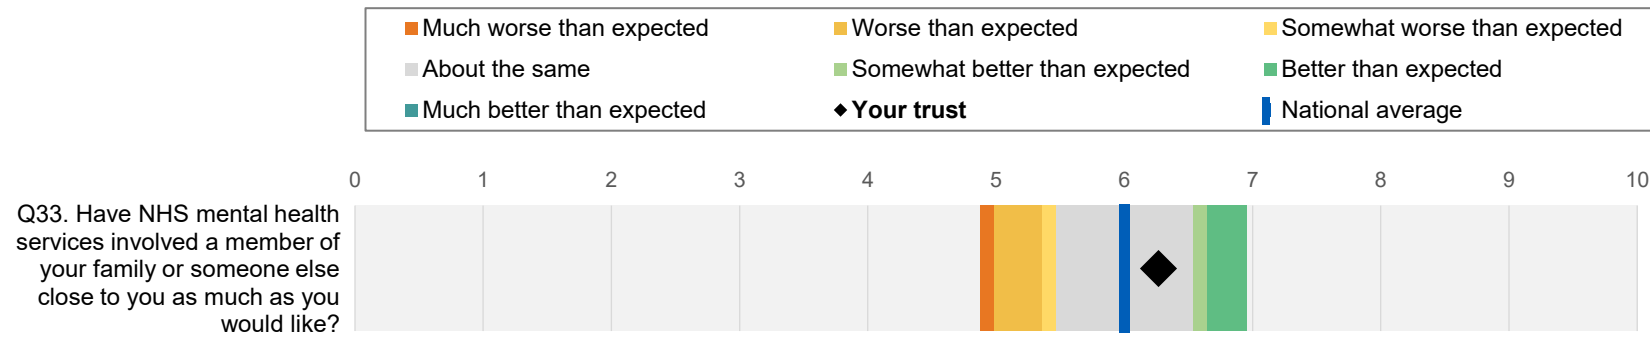 Much worse than expected
Worse than expected
Somewhat worse than expected
About the same
Somewhat better than expected
Better than expected
Much better than expected
Your trust
National average
0 1 2 3 4 5 6 7 8 9 10
Q33. Have NHS mental health
services involved a member of
your family or someone else
close to you as much as you
would like?